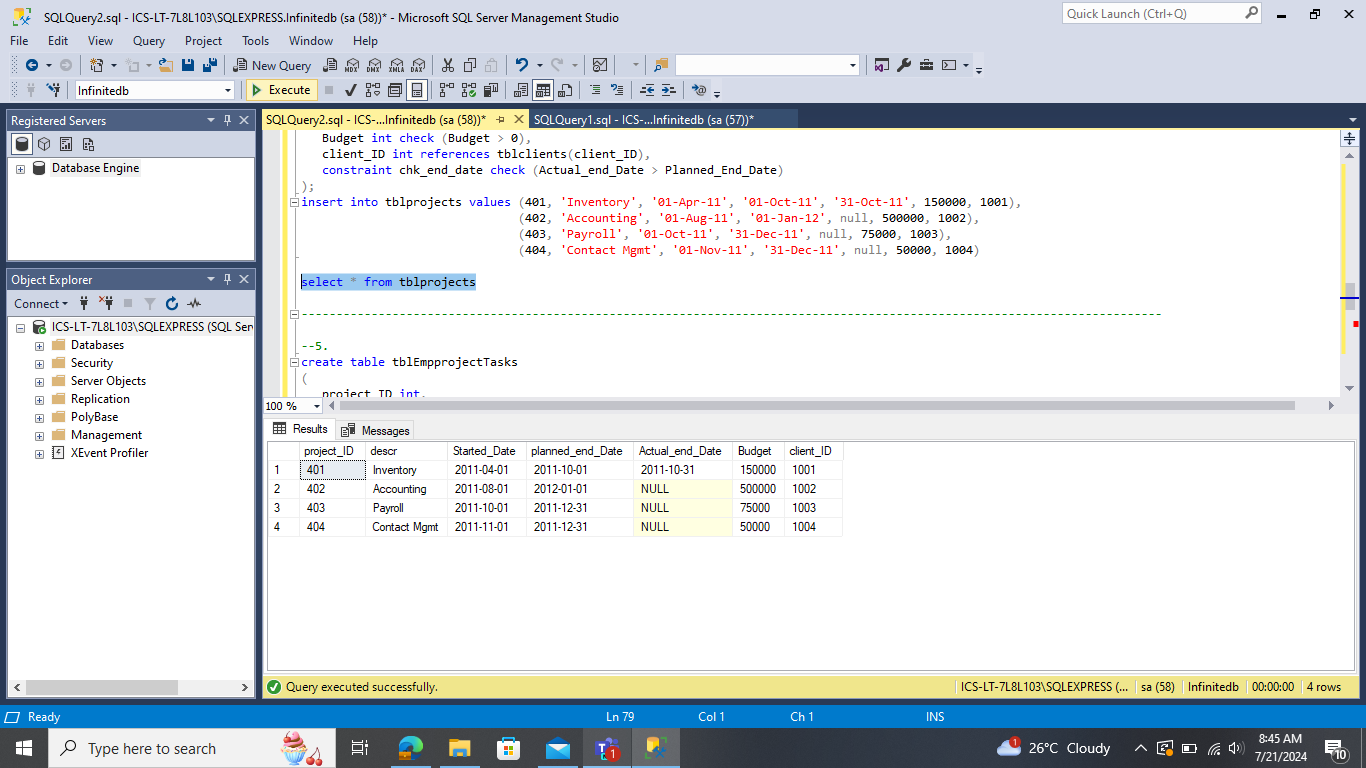 SQLQuery2.sql - ICS-LT-7L8L103\SQLEXPRESS.Infinitedb (sa (58))* - Microsoft SQL Server Management Studio
Quick Launch (Ctrl+Q)
File Edit View Query Project Tools Window Help
New Query
MDX DMX XMLA DAX
Infinitedb
Execute
Registered Servers
Database Engine
Object Explorer
Connect
ICS-LT-7L8L103\SQLEXPRESS (SQL Ser
Databases
Security
Server Objects
Replication
PolyBase
Management
XEvent Profiler
SQLQuery2.sql - ICS-...Infinitedb (sa (58))*
SQLQuery1.sql - ICS-...Infinitedb (sa (57))*
Budget int check (Budget > 0),
client_ID int references tblclients(client_ID),
constraint chk_end_date check (Actual_end_Date > Planned_End_Date)
);
insert into tblprojects values (401, 'Inventory', '01-Apr-11', '01-Oct-11', '31-Oct-11', 150000, 1001),
(402, 'Accounting', '01-Aug-11', '01-Jan-12', null, 500000, 1002),
(403, 'Payroll', '01-Oct-11', '31-Dec-11', null, 75000, 1003),
(404, 'Contact Mgmt', '01-Nov-11', '31-Dec-11', null, 50000, 1004)
select * from tblprojects
--5.
create table tblEmpprojectTasks
(
project_ID int,
100 %
Results Messages
project_ID descr Started_Date planned_end_Date Actual_end_Date Budget client_ID
1 401 Inventory 2011-04-01 2011-10-01 2011-10-31 150000 1001
2 402 Accounting 2011-08-01 2012-01-01 NULL 500000 1002
3 403 Payroll 2011-10-01 2011-12-31 NULL 75000 1003
4 404 Contact Mgmt 2011-11-01 2011-12-31 NULL 50000 1004
Query executed successfully.
ICS-LT-7L8L103\SQLEXPRESS (... sa (58) Infinitedb 00:00:00 4 rows
Ready
Ln 79 Col 1 Ch 1 INS
Type here to search
1
1
26°C Cloudy
8:45 AM
7/21/2024
10